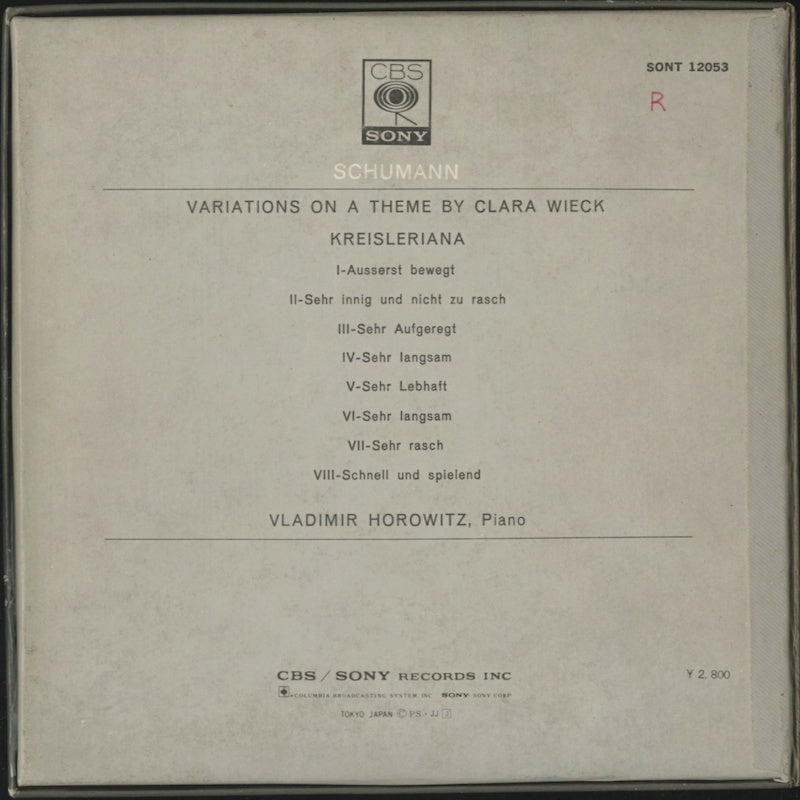 CBS
SONY
SONT 12053
R
SCHUMANN
VARIATIONS ON A THEME BY CLARA WIECK
KREISLERIANA
I-Ausserst bewegt
II-Sehr innig und nicht zu rasch
III-Sehr Aufgeregt
IV-Sehr langsam
V-Sehr Lebhaft
VI-Sehr langsam
VII-Sehr rasch
VIII-Schnell und spielend
VLADIMIR HOROWITZ, Piano
CBS / SONY RECORDS INC
COLUMBIA BROADCASTING SYSTEM INC SONY SONY CORP
TOKYO JAPAN Ⓒ PS · JJ J
¥ 2,800